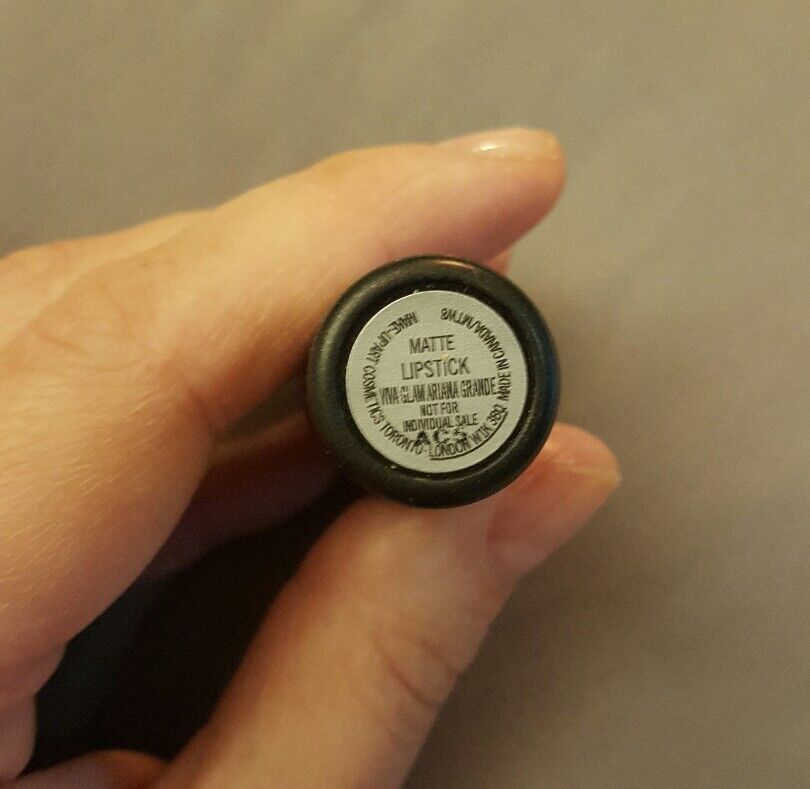 MATTE
LIPSTICK
VIVA GLAM ARIANA GRANDE
NOT FOR
INDIVIDUAL SALE
AC5
MAKE-UP ART COSMETICS TORONTO · LONDON W1K 3BQ MADE IN CANADA/